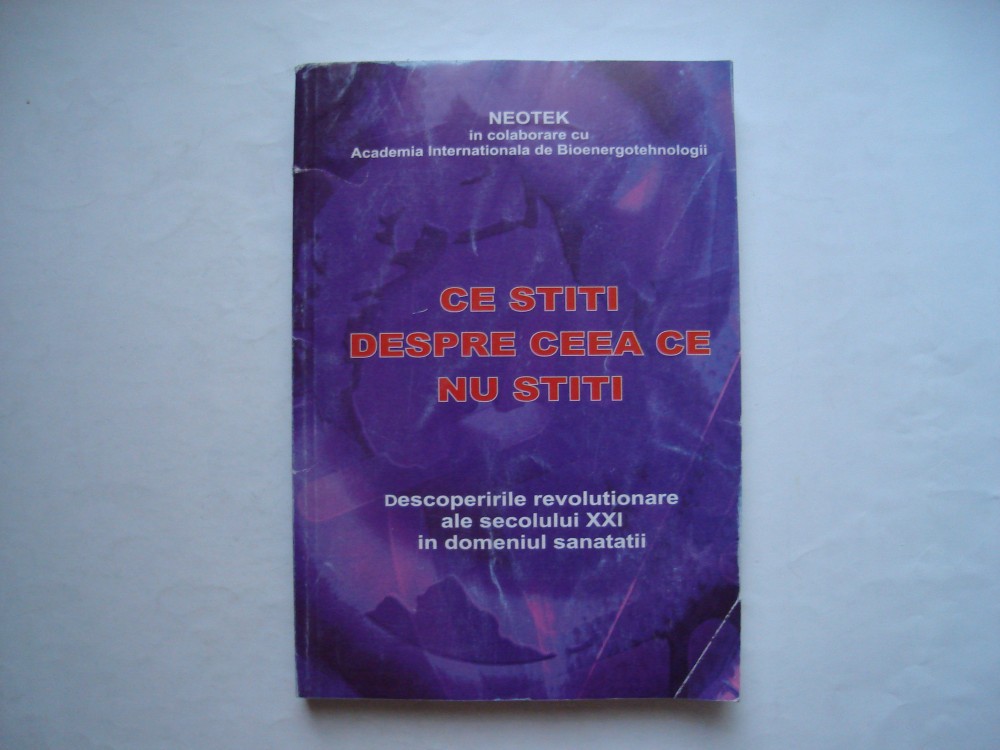 NEOTEK
in colaborare cu
Academia Internationala de Bioenergotehnologii
CE STITI
DESPRE CEEA CE
NU STITI
Descoperirile revolutionare
ale secolului XXI
in domeniul sanatatii